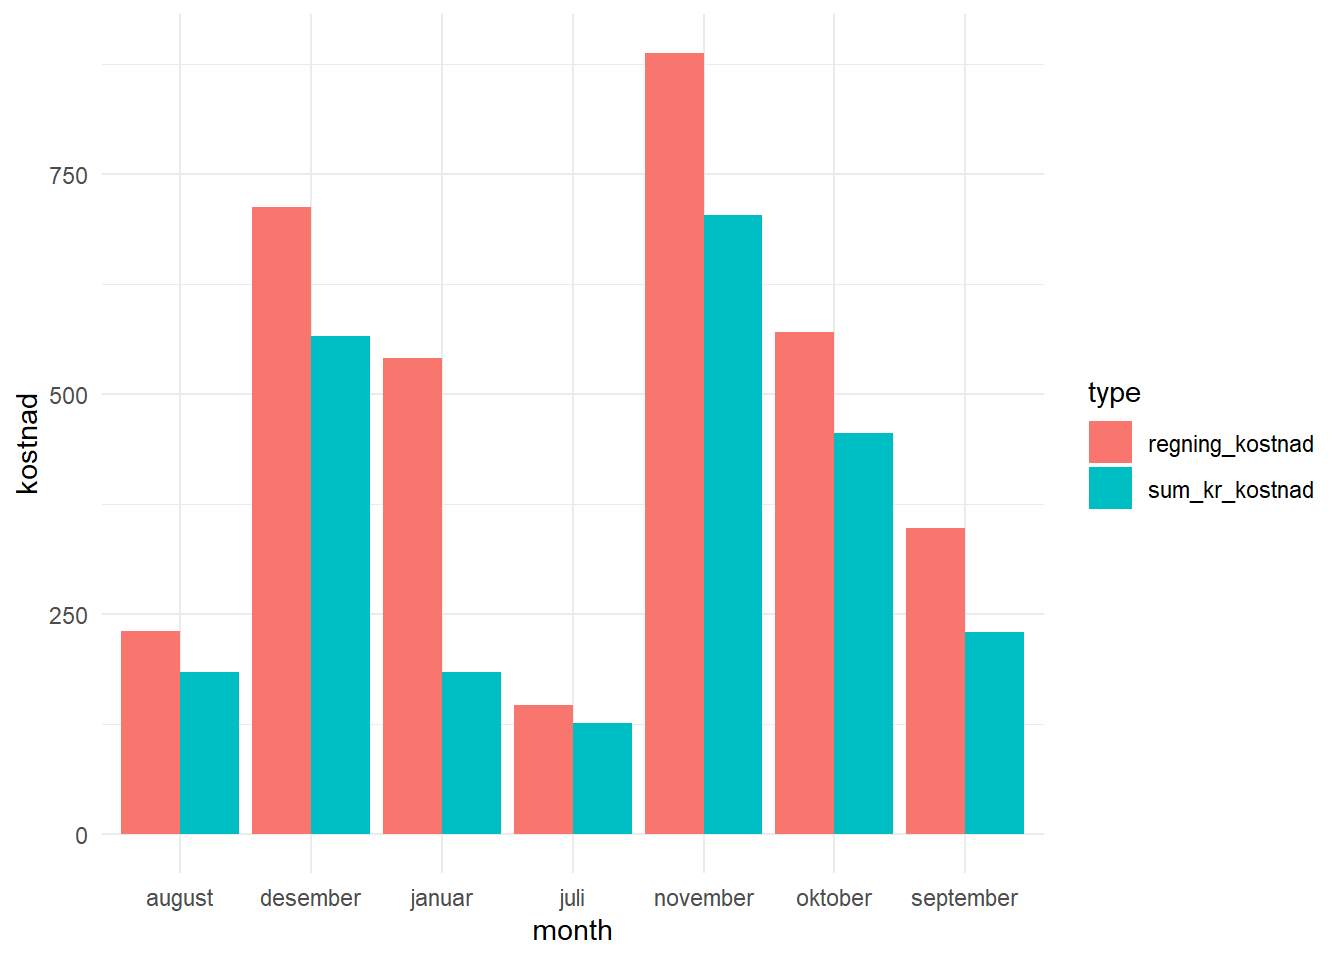 kostnad
750
500
250
0
august desember januar juli november oktober september
month
type
regning_kostnad
sum_kr_kostnad